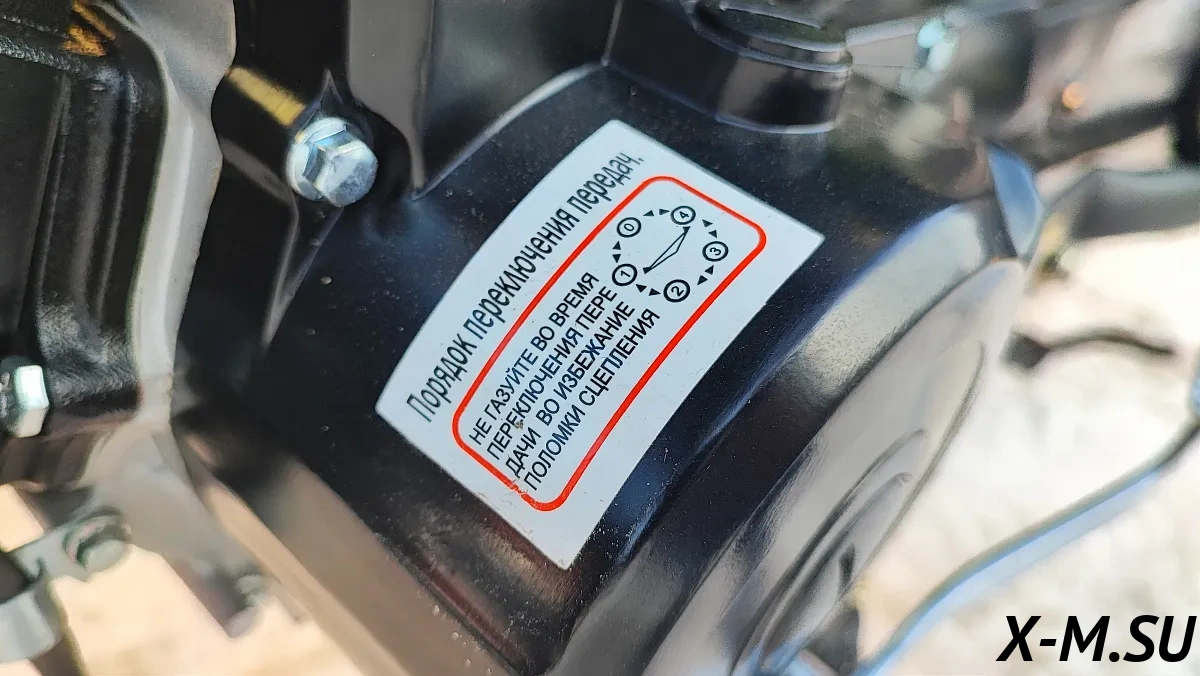 Порядок переключения передач.
НЕ ГАЗУЙТЕ ВО ВРЕМЯ
ПЕРЕКЛЮЧЕНИЯ ПЕРЕ
ДАЧИ ВО ИЗБЕЖАНИЕ
ПОЛОМКИ СЦЕПЛЕНИЯ
0
4
3
2
1
X-M.SU